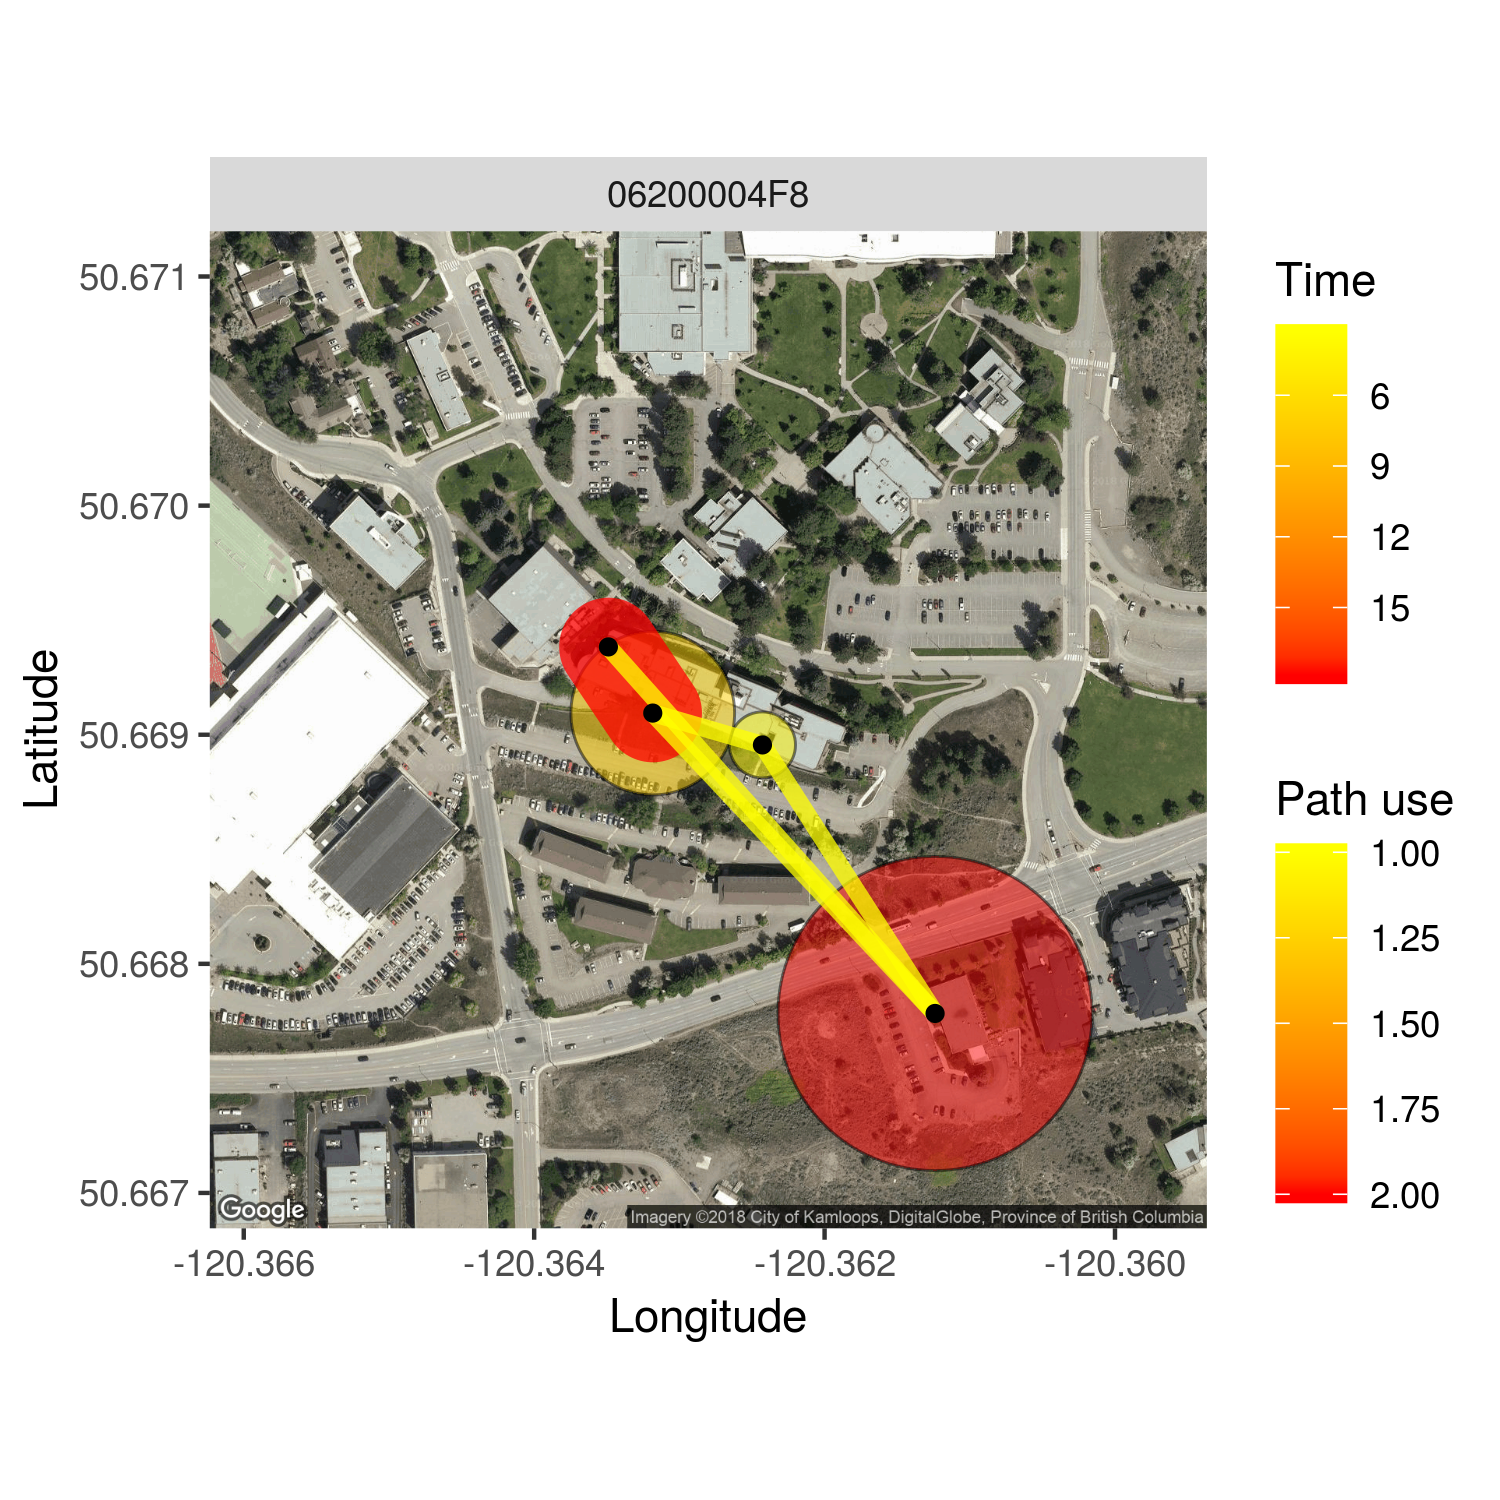 06200004F8
50.671
50.670
50.669
50.668
50.667
Latitude
-120.366
-120.364
-120.362
-120.360
Longitude
Google
Imagery ©2018 City of Kamloops, DigitalGlobe, Province of British Columbia
Time
6
9
12
15
Path use
1.00
1.25
1.50
1.75
2.00